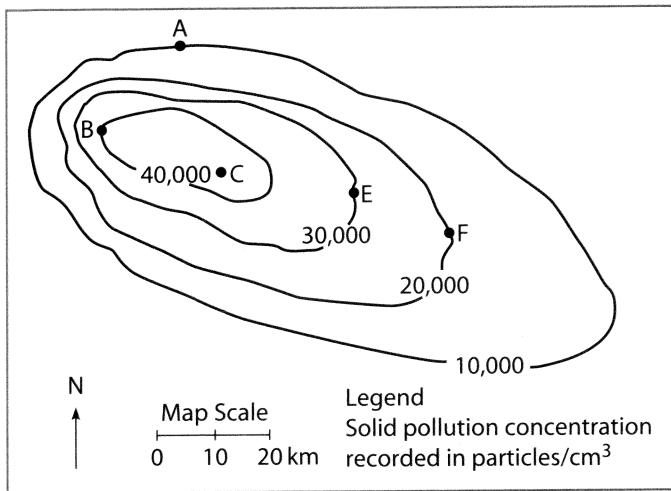 A
B
40,000
C
E
30,000
F
20,000
10,000
N
Map Scale
0 10 20 km
Legend
Solid pollution concentration
recorded in particles/cm³